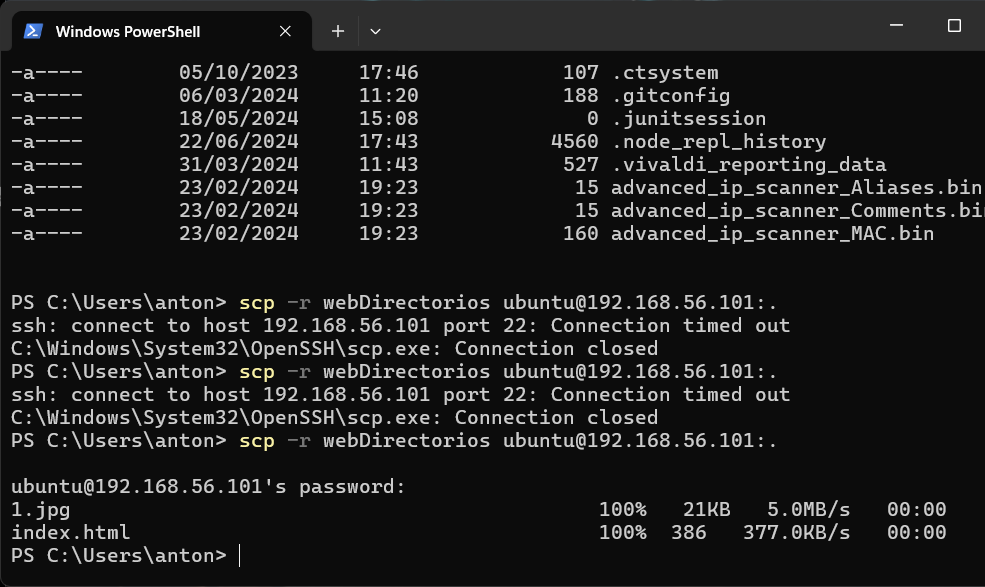 Windows PowerShell
-a---- 05/10/2023 17:46 107 .ctsystem
-a---- 06/03/2024 11:20 188 .gitconfig
-a---- 18/05/2024 15:08 0 .junitsession
-a---- 22/06/2024 17:43 4560 .node_repl_history
-a---- 31/03/2024 11:43 527 .vivaldi_reporting_data
-a---- 23/02/2024 19:23 15 advanced_ip_scanner_Aliases.bin
-a---- 23/02/2024 19:23 15 advanced_ip_scanner_Comments.bi
-a---- 23/02/2024 19:23 160 advanced_ip_scanner_MAC.bin
PS C:\Users\anton> scp -r webDirectorios ubuntu@192.168.56.101:.
ssh: connect to host 192.168.56.101 port 22: Connection timed out
C:\Windows\System32\OpenSSH\scp.exe: Connection closed
PS C:\Users\anton> scp -r webDirectorios ubuntu@192.168.56.101:.
ssh: connect to host 192.168.56.101 port 22: Connection timed out
C:\Windows\System32\OpenSSH\scp.exe: Connection closed
PS C:\Users\anton> scp -r webDirectorios ubuntu@192.168.56.101:.
ubuntu@192.168.56.101's password:
1.jpg 100% 21KB 5.0MB/s 00:00
index.html 100% 386 377.0KB/s 00:00
PS C:\Users\anton>